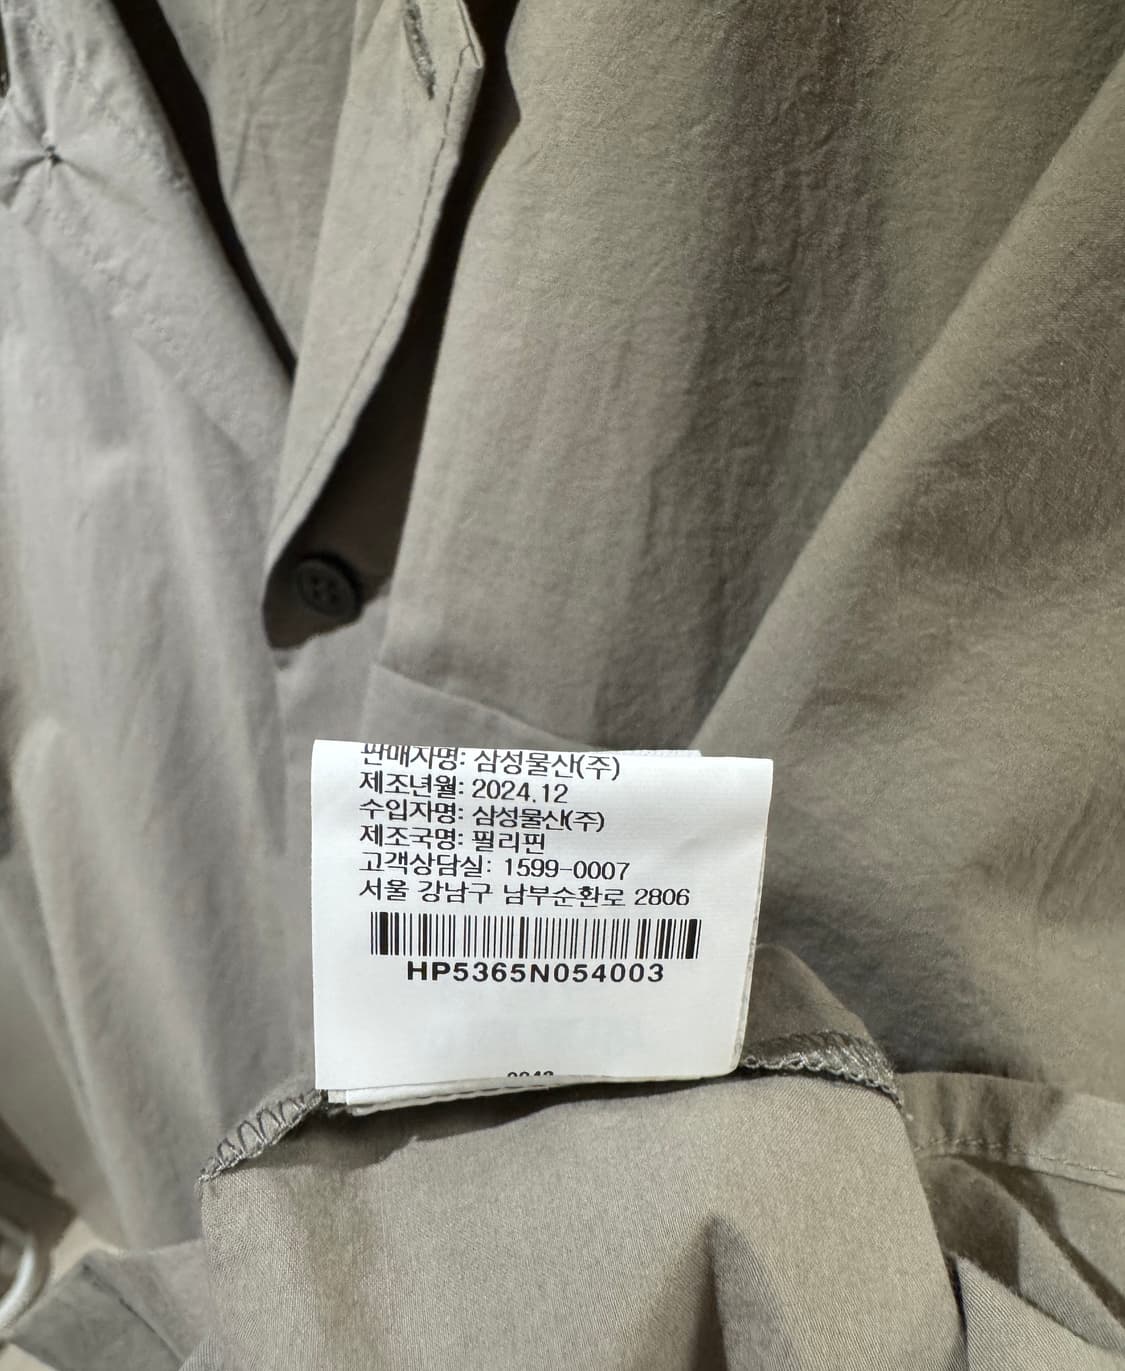 판매자명: 삼성물산(주)
제조년월: 2024.12
수입자명: 삼성물산(주)
제조국명: 필리핀
고객상담실: 1599-0007
서울 강남구 남부순환로 2806
HP5365N054003